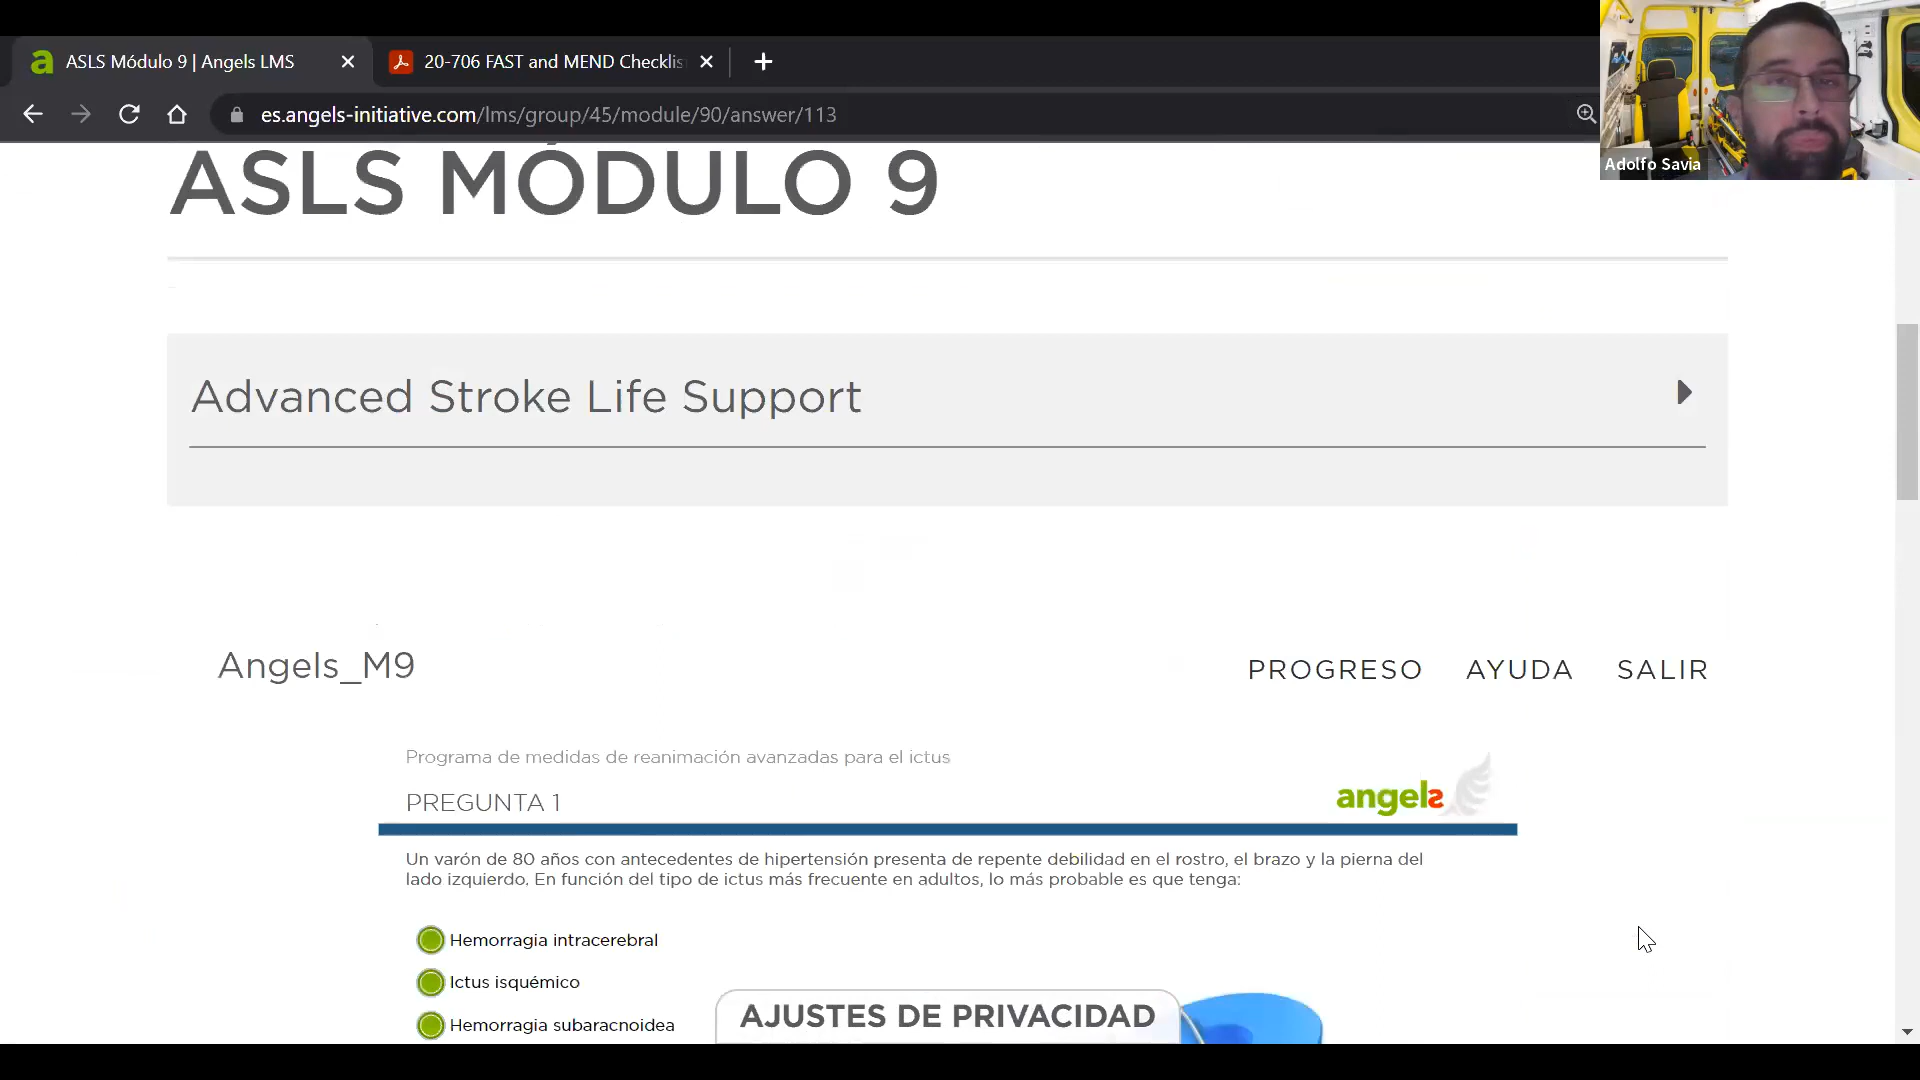 ASLS Módulo 9 | Angels LMS
20-706 FAST and MEND Checklis
es.angels-initiative.com/lms/group/45/module/90/answer/113
Adolfo Savia
ASLS MÓDULO 9
Advanced Stroke Life Support
Angels_M9
PROGRESO AYUDA SALIR
Programa de medidas de reanimación avanzadas para el ictus
PREGUNTA 1
angels
Un varón de 80 años con antecedentes de hipertensión presenta de repente debilidad en el rostro, el brazo y la pierna del
lado izquierdo. En función del tipo de ictus más frecuente en adultos, lo más probable es que tenga:
Hemorragia intracerebral
Ictus isquémico
Hemorragia subaracnoidea
AJUSTES DE PRIVACIDAD